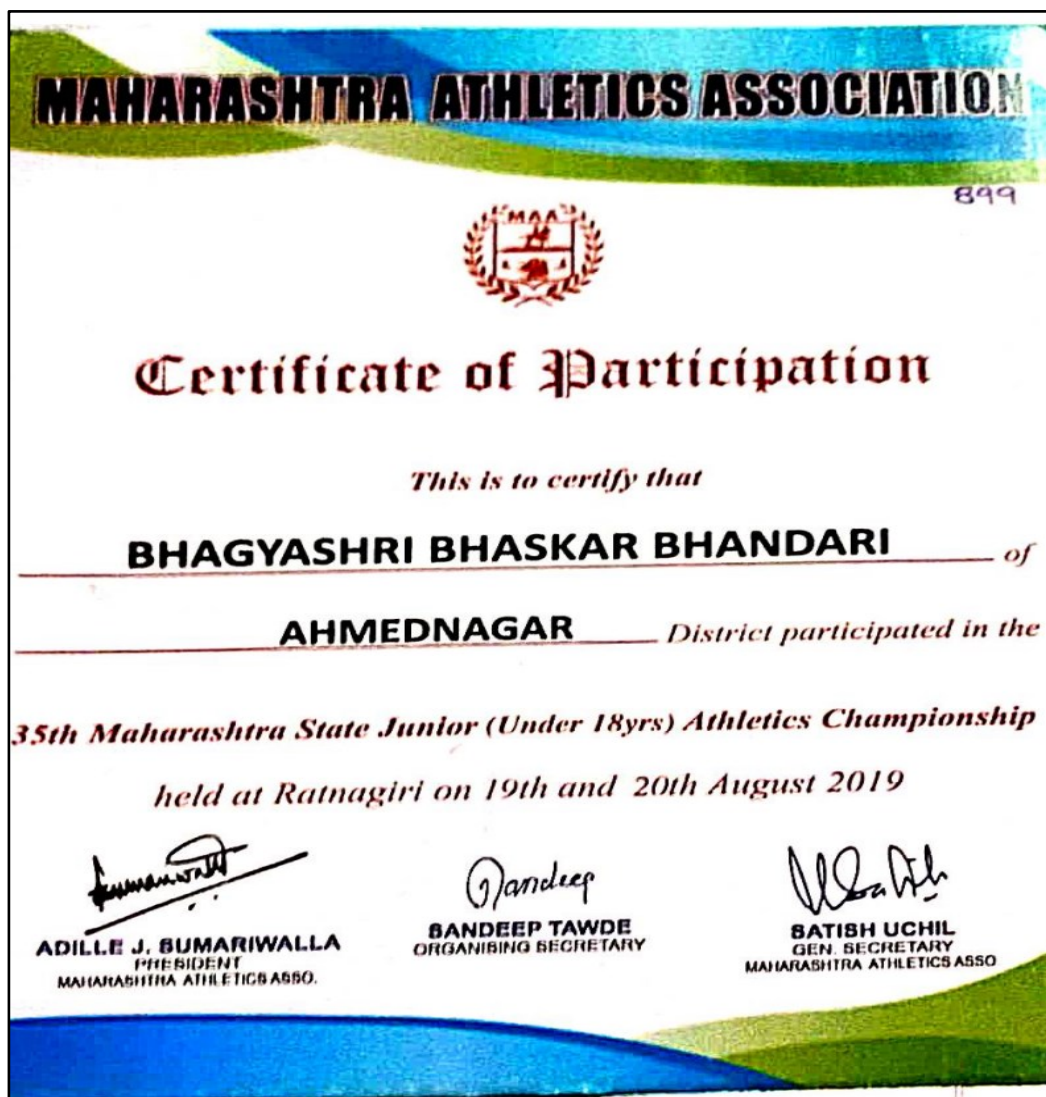 MAHARASHTRA ATHLETICS ASSOCIATION
899
MAA
Certificate of Participation
This is to certify that
BHAGYASHRI BHASKAR BHANDARI of
AHMEDNAGAR District participated in the
35th Maharashtra State Junior (Under 18yrs) Athletics Championship
held at Ratnagiri on 19th and 20th August 2019
Sandeep
ADILLE J. SUMARIWALLA
PRESIDENT
MAHARASHTRA ATHLETICS ASSO.
SANDEEP TAWDE
ORGANISING SECRETARY
SATISH UCHIL
GEN. SECRETARY
MAHARASHTRA ATHLETICS ASSO